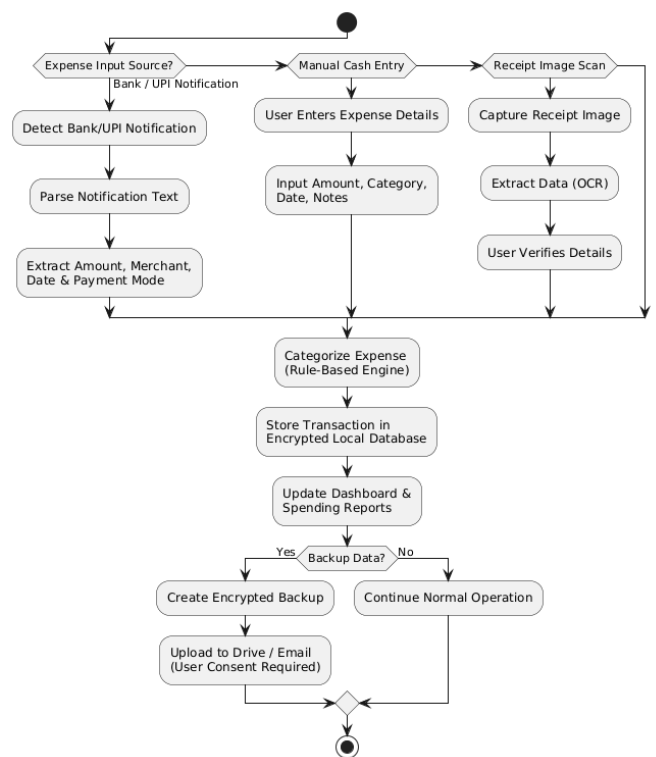 Expense Input Source?
Manual Cash Entry
Receipt Image Scan
Bank / UPI Notification
Detect Bank/UPI Notification
User Enters Expense Details
Capture Receipt Image
Parse Notification Text
Input Amount, Category,
Date, Notes
Extract Data (OCR)
Extract Amount, Merchant,
Date & Payment Mode
User Verifies Details
Categorize Expense
(Rule-Based Engine)
Store Transaction in
Encrypted Local Database
Update Dashboard &
Spending Reports
Yes
Backup Data?
No
Create Encrypted Backup
Continue Normal Operation
Upload to Drive / Email
(User Consent Required)